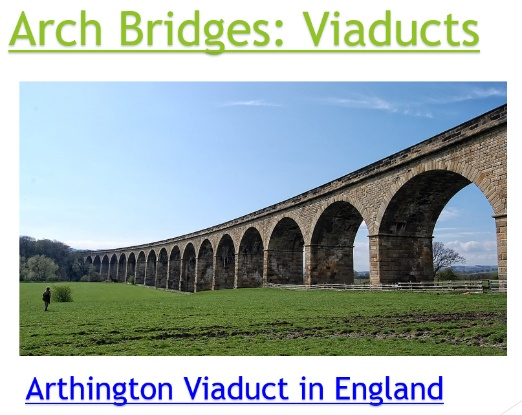 Arch Bridges: Viaducts
Arthington Viaduct in England